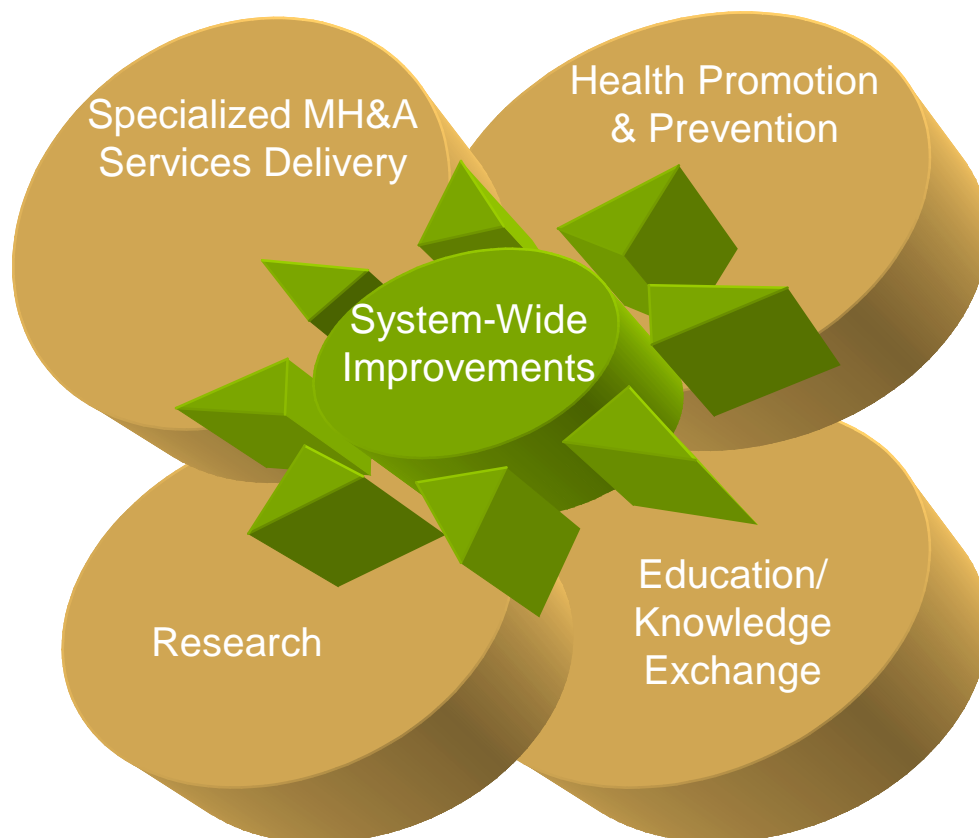 Specialized MH&A
Services Delivery
Health Promotion
& Prevention
System-Wide
Improvements
Research
Education/
Knowledge
Exchange